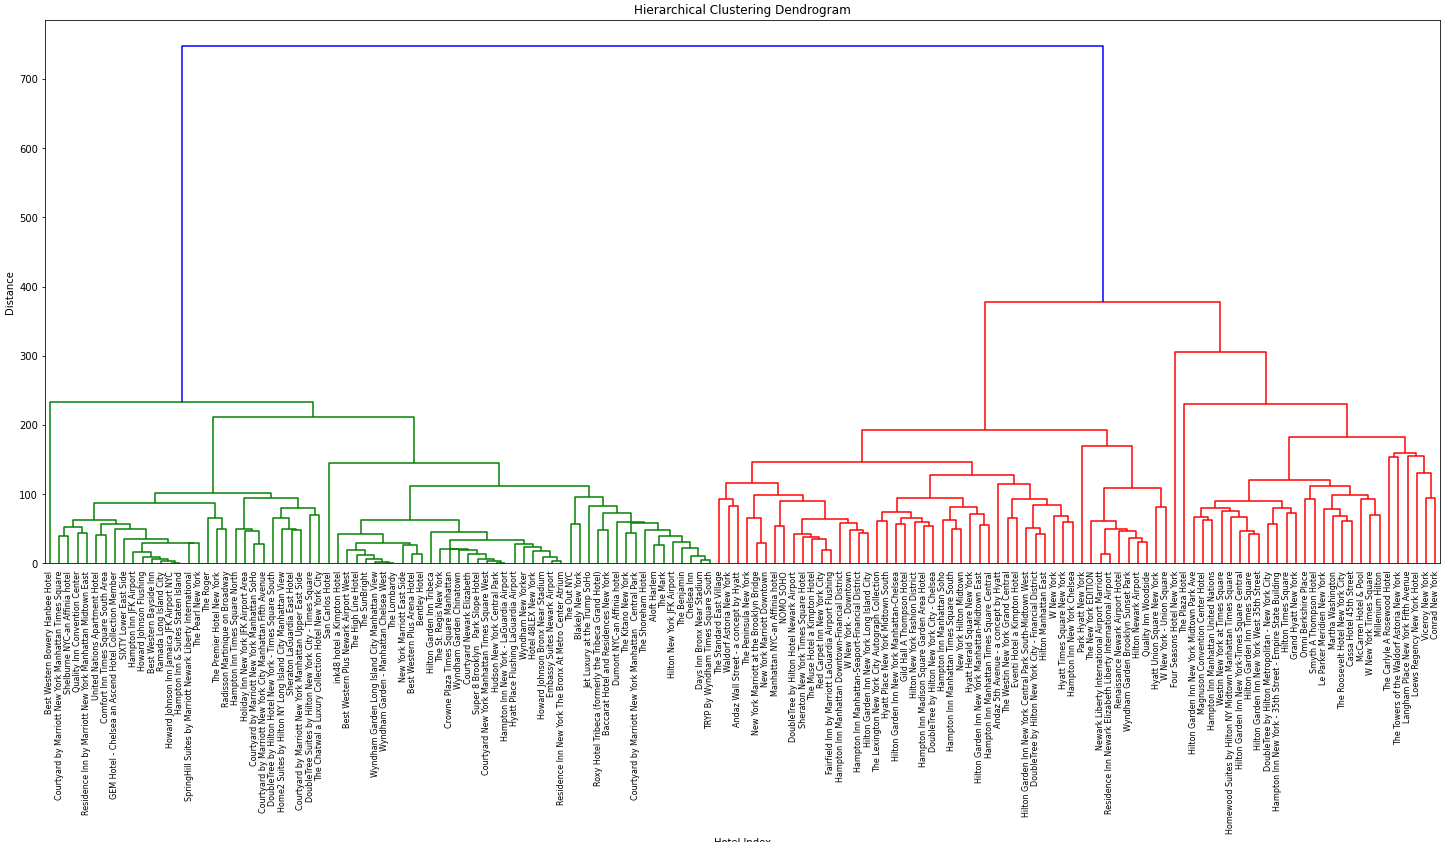 Hierarchical Clustering Dendrogram
700
600
500
400
300
200
100
0
Distance
Best Western Bowery Hanbee Hotel
Courtyard by Marriott New York Manhattan Times Square
Shelburne NYC-an Affinia hotel
Quality Inn Convention Center
Residence Inn by Marriott New York Manhattan Midtown East
United Nations Apartment Hotel
Comfort Inn Times Square South Area
GEM Hotel - Chelsea an Ascend Hotel Collection Member
SIXTY Lower East Side
Hampton Inn JFK Airport
Howard Johnson Flushing
Best Western Bayside Inn
Ramada Long Island City
Howard Johnson Inn Jamaica JFK Airport NYC
Hampton Inn & Suites Staten Island
SpringHill Suites by Marriott Newark Liberty International
The Pearl New York
The Roger
The Premier Hotel New York
Radisson Martinique on Broadway
Hampton Inn Times Square North
Holiday Inn New York JFK Airport Area
Courtyard by Marriott New York Manhattan SoHo
Courtyard by Marriott New York City Manhattan Fifth Avenue
DoubleTree by Hilton Hotel New York - Times Square South
Home2 Suites by Hilton NY Long Island City Manhattan View
Sheraton LaGuardia East Hotel
Courtyard by Marriott New York Manhattan Upper East Side
DoubleTree Suites by Hilton New York City - Times Square
The Chatwal a Luxury Collection Hotel New York City
San Carlos Hotel
ink48 hotel a Kimpton Hotel
Best Western Plus Newark Airport West
The High Line Hotel
The SunBright
Wyndham Garden Long Island City Manhattan View
Wyndham Garden - Manhattan Chelsea West
The Lombardy
New York Marriott East Side
Best Western Plus Arena Hotel
Bentley Hotel
Hilton Garden Inn Tribeca
The St. Regis New York
Crowne Plaza Times Square Manhattan
Wyndham Garden Chinatown
Courtyard Newark Elizabeth
Super 8 Brooklyn / Park Slope Hotel
Courtyard New York Manhattan Times Square West
Hudson New York Central Park
Hampton Inn New York - LaGuardia Airport
Hyatt Place Flushing LaGuardia Airport
Wyndham New Yorker
Hotel 48LEX New York
Howard Johnson Bronx Near Stadium
Embassy Suites Newark Airport
Residence Inn New York The Bronx At Metro Center Atrium
The Out NYC
Blakely New York
Jet Luxury at the Trump SoHo
Roxy Hotel Tribeca (formerly the Tribeca Grand Hotel)
Baccarat Hotel and Residences New York
Dumont NYC-an Affinia hotel
The Kitano New York
Courtyard by Marriott New York Manhattan / Central Park
The Shoreham Hotel
Aloft Harlem
The Mark
Hilton New York JFK Airport
The Benjamin
Chelsea Inn
Days Inn Bronx Near Stadium
TRYP By Wyndham Times Square South
The Standard East Village
Waldorf Astoria New York
Andaz Wall Street - a concept by Hyatt
The Peninsula New York
New York Marriott at the Brooklyn Bridge
New York Marriott Downtown
Manhattan NYC-an Affinia hotel
NOMO SOHO
DoubleTree by Hilton Hotel Newark Airport
Sheraton New York Times Square Hotel
The Muse Hotel a Kimpton Hotel
Red Carpet Inn New York City
Fairfield Inn by Marriott LaGuardia Airport Flushing
Hampton Inn Manhattan Downtown-Financial District
W New York - Downtown
Hampton Inn Manhattan-Seaport-Financial District
Hilton Garden Inn New York Long Island City
The Lexington New York City Autograph Collection
Hyatt Place New York Midtown South
Hilton Garden Inn New York Manhattan-Chelsea
Gild Hall A Thompson Hotel
Hilton New York Fashion District
Hampton Inn Madison Square Garden Area Hotel
DoubleTree by Hilton New York City - Chelsea
Hampton Inn Manhattan Soho
Hampton Inn Manhattan Times Square South
New York Hilton Midtown
Hyatt Herald Square New York
Hilton Garden Inn New York Manhattan-Midtown East
Hampton Inn Manhattan Times Square Central
Andaz 5th Avenue - a concept by Hyatt
The Westin New York Grand Central
Eventi Hotel a Kimpton Hotel
Hilton Garden Inn New York Central Park South-Midtown West
DoubleTree by Hilton Hotel New York City - Financial District
Hilton Manhattan East
W New York
Hyatt Times Square New York
Hampton Inn New York Chelsea
Park Hyatt New York
The New York EDITION
Newark Liberty International Airport Marriott
Residence Inn Newark Elizabeth Liberty International Airport
Renaissance Newark Airport Hotel
Wyndham Garden Brooklyn Sunset Park
Hilton Newark Airport
Quality Inn Woodside
Hyatt Union Square New York
W New York - Union Square
Four Seasons Hotel New York
The Plaza Hotel
Hilton Garden Inn New York Midtown Park Ave
Magnuson Convention Center Hotel
Hampton Inn Manhattan United Nations
Westin New York at Times Square
Homewood Suites by Hilton NY Midtown Manhattan Times Square
Hilton Garden Inn New York-Times Square Central
Hilton Garden Inn Times Square
Hilton Garden Inn New York West 35th Street
DoubleTree by Hilton Metropolitan - New York City
Hampton Inn New York - 35th Street - Empire State Building
Hilton Times Square
Grand Hyatt New York
Omni Berkshire Place
Smyth A Thompson Hotel
Le Parker Meridien New York
Martha Washington
The Roosevelt Hotel New York City
Cassa Hotel 45th Street
McCarren Hotel & Pool
W New York Times Square
Millenium Hilton
The Carlyle A Rosewood Hotel
The Towers of the Waldorf Astoria New York
Langham Place New York Fifth Avenue
Loews Regency New York Hotel
Viceroy New York
Conrad New York